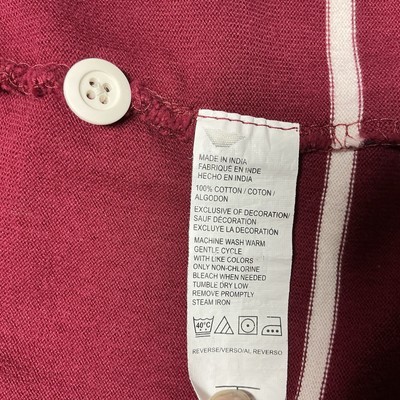 MADE IN INDIA
FABRIQUE EN INDE
HECHO EN INDIA
100% COTTON / COTON /
ALGODON
EXCLUSIVE OF DECORATION/
SAUF DÉCORATION
EXCLUYE LA DECORACIÓN
MACHINE WASH WARM
GENTLE CYCLE
WITH LIKE COLORS
ONLY NON-CHLORINE
BLEACH WHEN NEEDED
TUMBLE DRY LOW
REMOVE PROMPTLY
STEAM IRON
40°C
REVERSE/VERSO/AL REVERSO